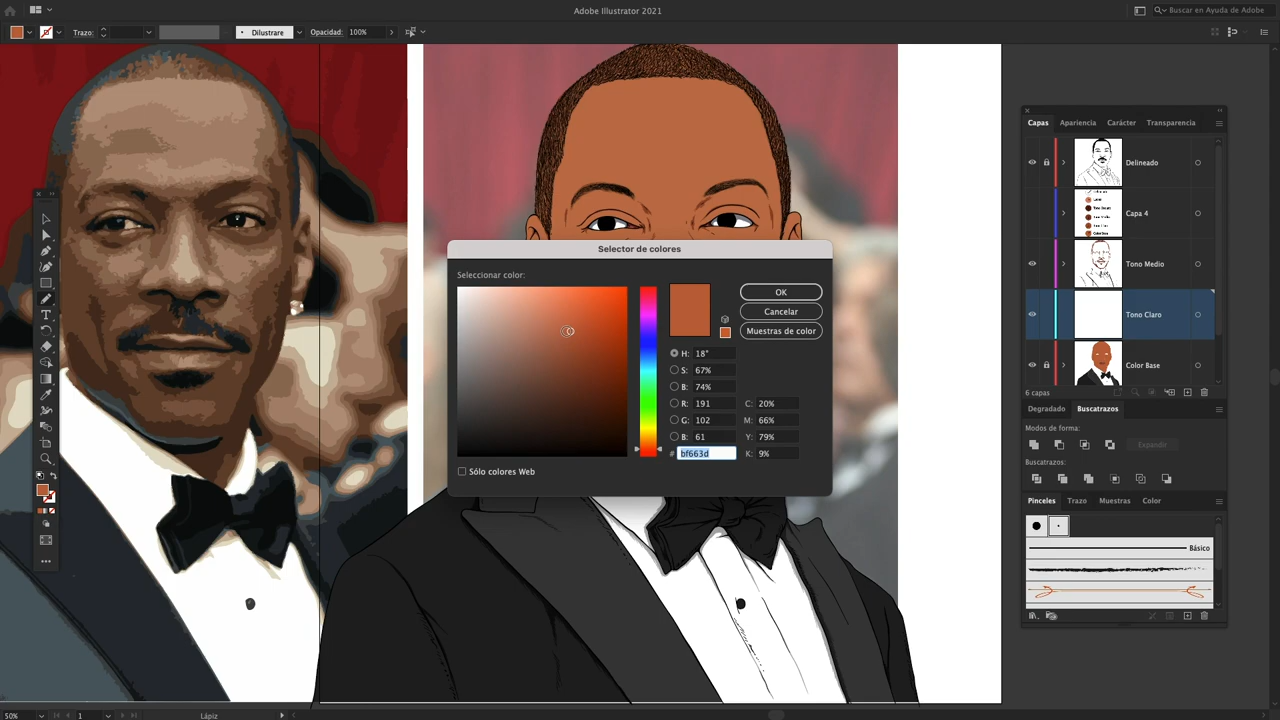 Adobe Illustrator 2021
Buscar en Ayuda de Adobe
Trazo:
Dilustrare
Opacidad: 100%
Capas Apariencia Carácter Transparencia
Delineado
Capa 4
Tono Medio
Tono Claro
Color Base
6 capas
Degradado Buscatrazos
Modos de forma:
Expandir
Buscatrazos:
Pinceles Trazo Muestras Color
Básico
Selector de colores
Seleccionar color:
OK
Cancelar
Muestras de color
H: 18°
S: 67%
B: 74%
R: 191 C: 20%
G: 102 M: 66%
B: 61 Y: 79%
# bf663d K: 9%
Sólo colores Web
50% 1 Lápiz